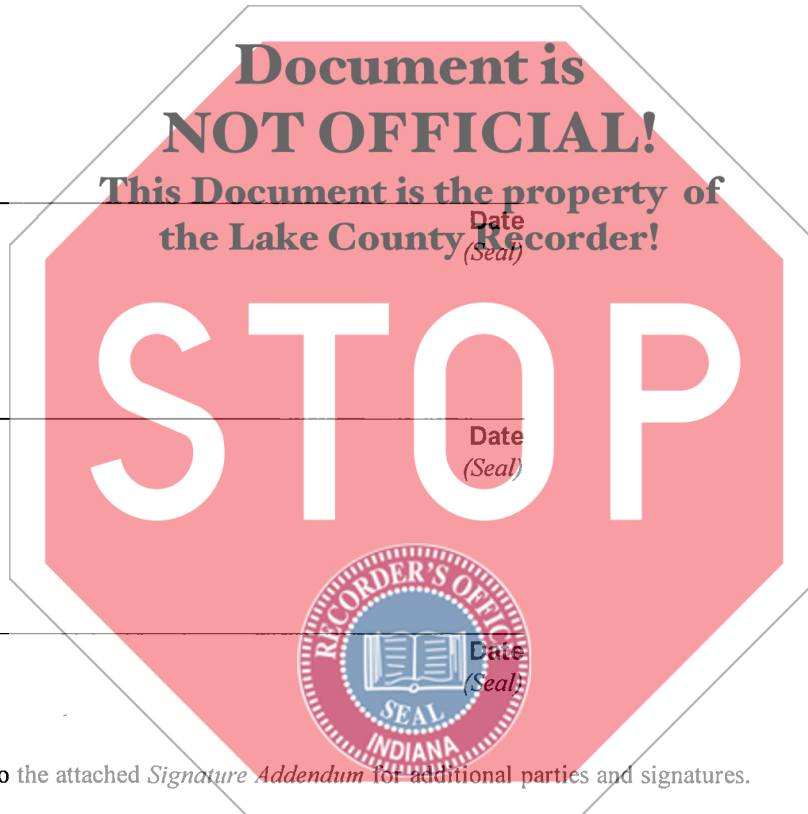 Document is
NOT OFFICIAL!
This Document is the property of
the Lake County Recorder!
Date
(Seal)
STOP
Date
(Seal)
RECORDER'S OFFICE
SEAL
INDIANA
Date
(Seal)
o the attached Signature Addendum for additional parties and signatures.